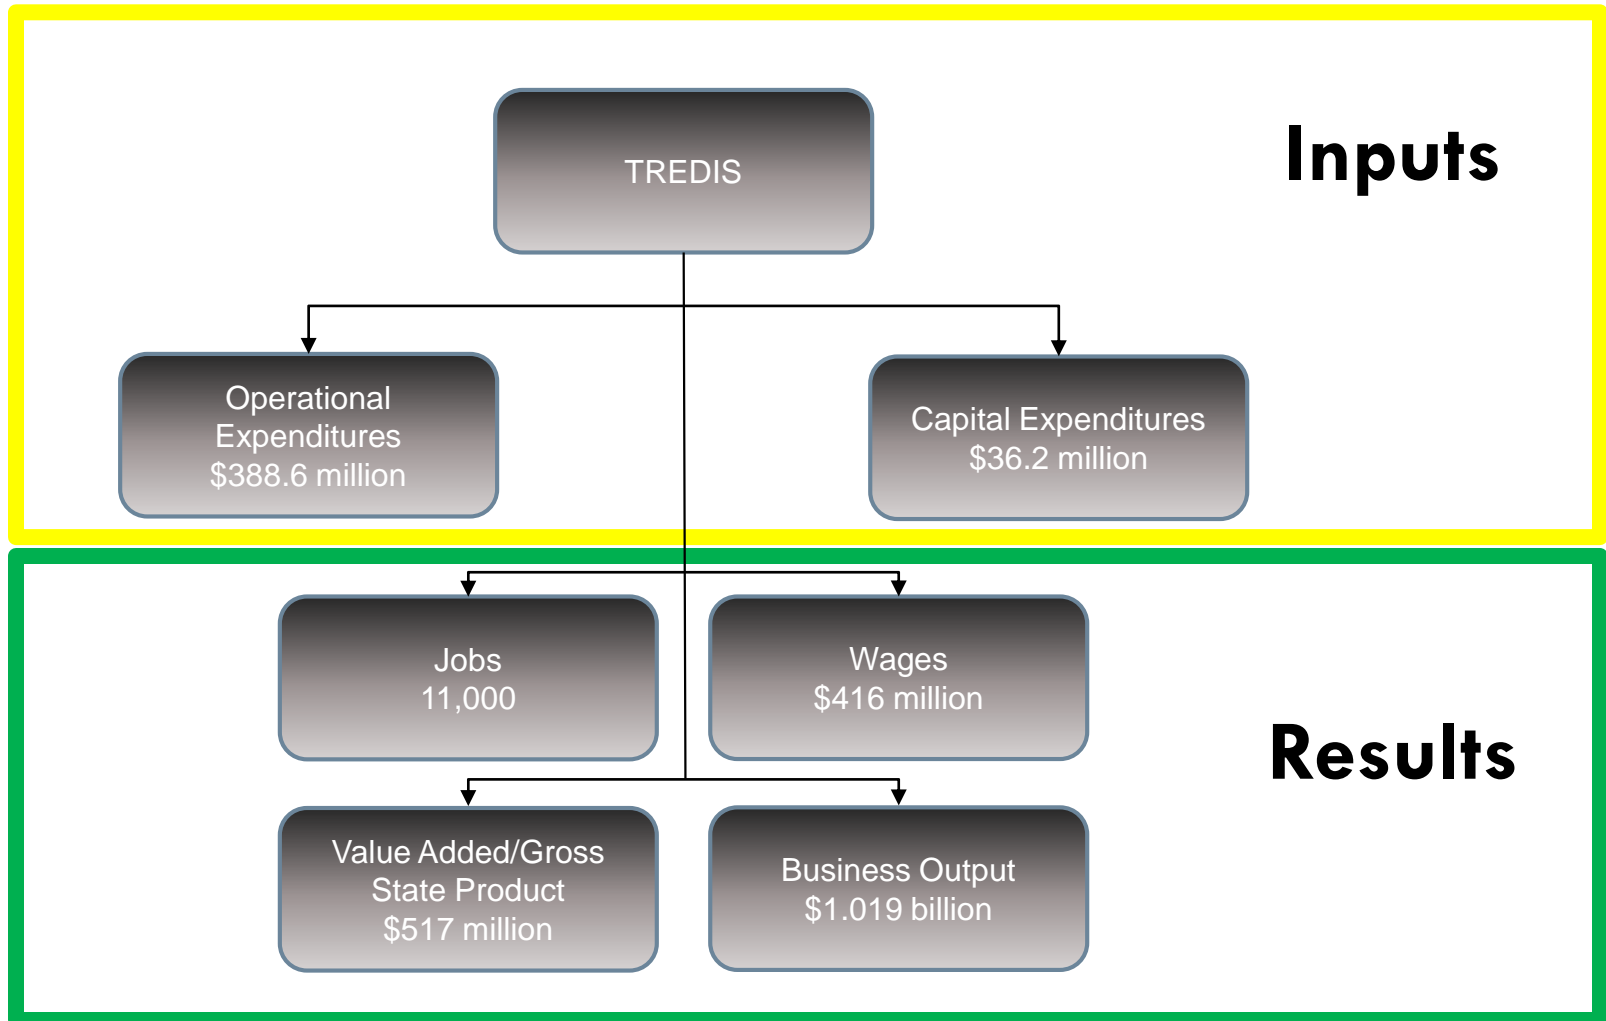 Inputs
TREDIS
Operational
Expenditures
$388.6 million
Capital Expenditures
$36.2 million
Jobs
11,000
Wages
$416 million
Results
Value Added/Gross
State Product
$517 million
Business Output
$1.019 billion